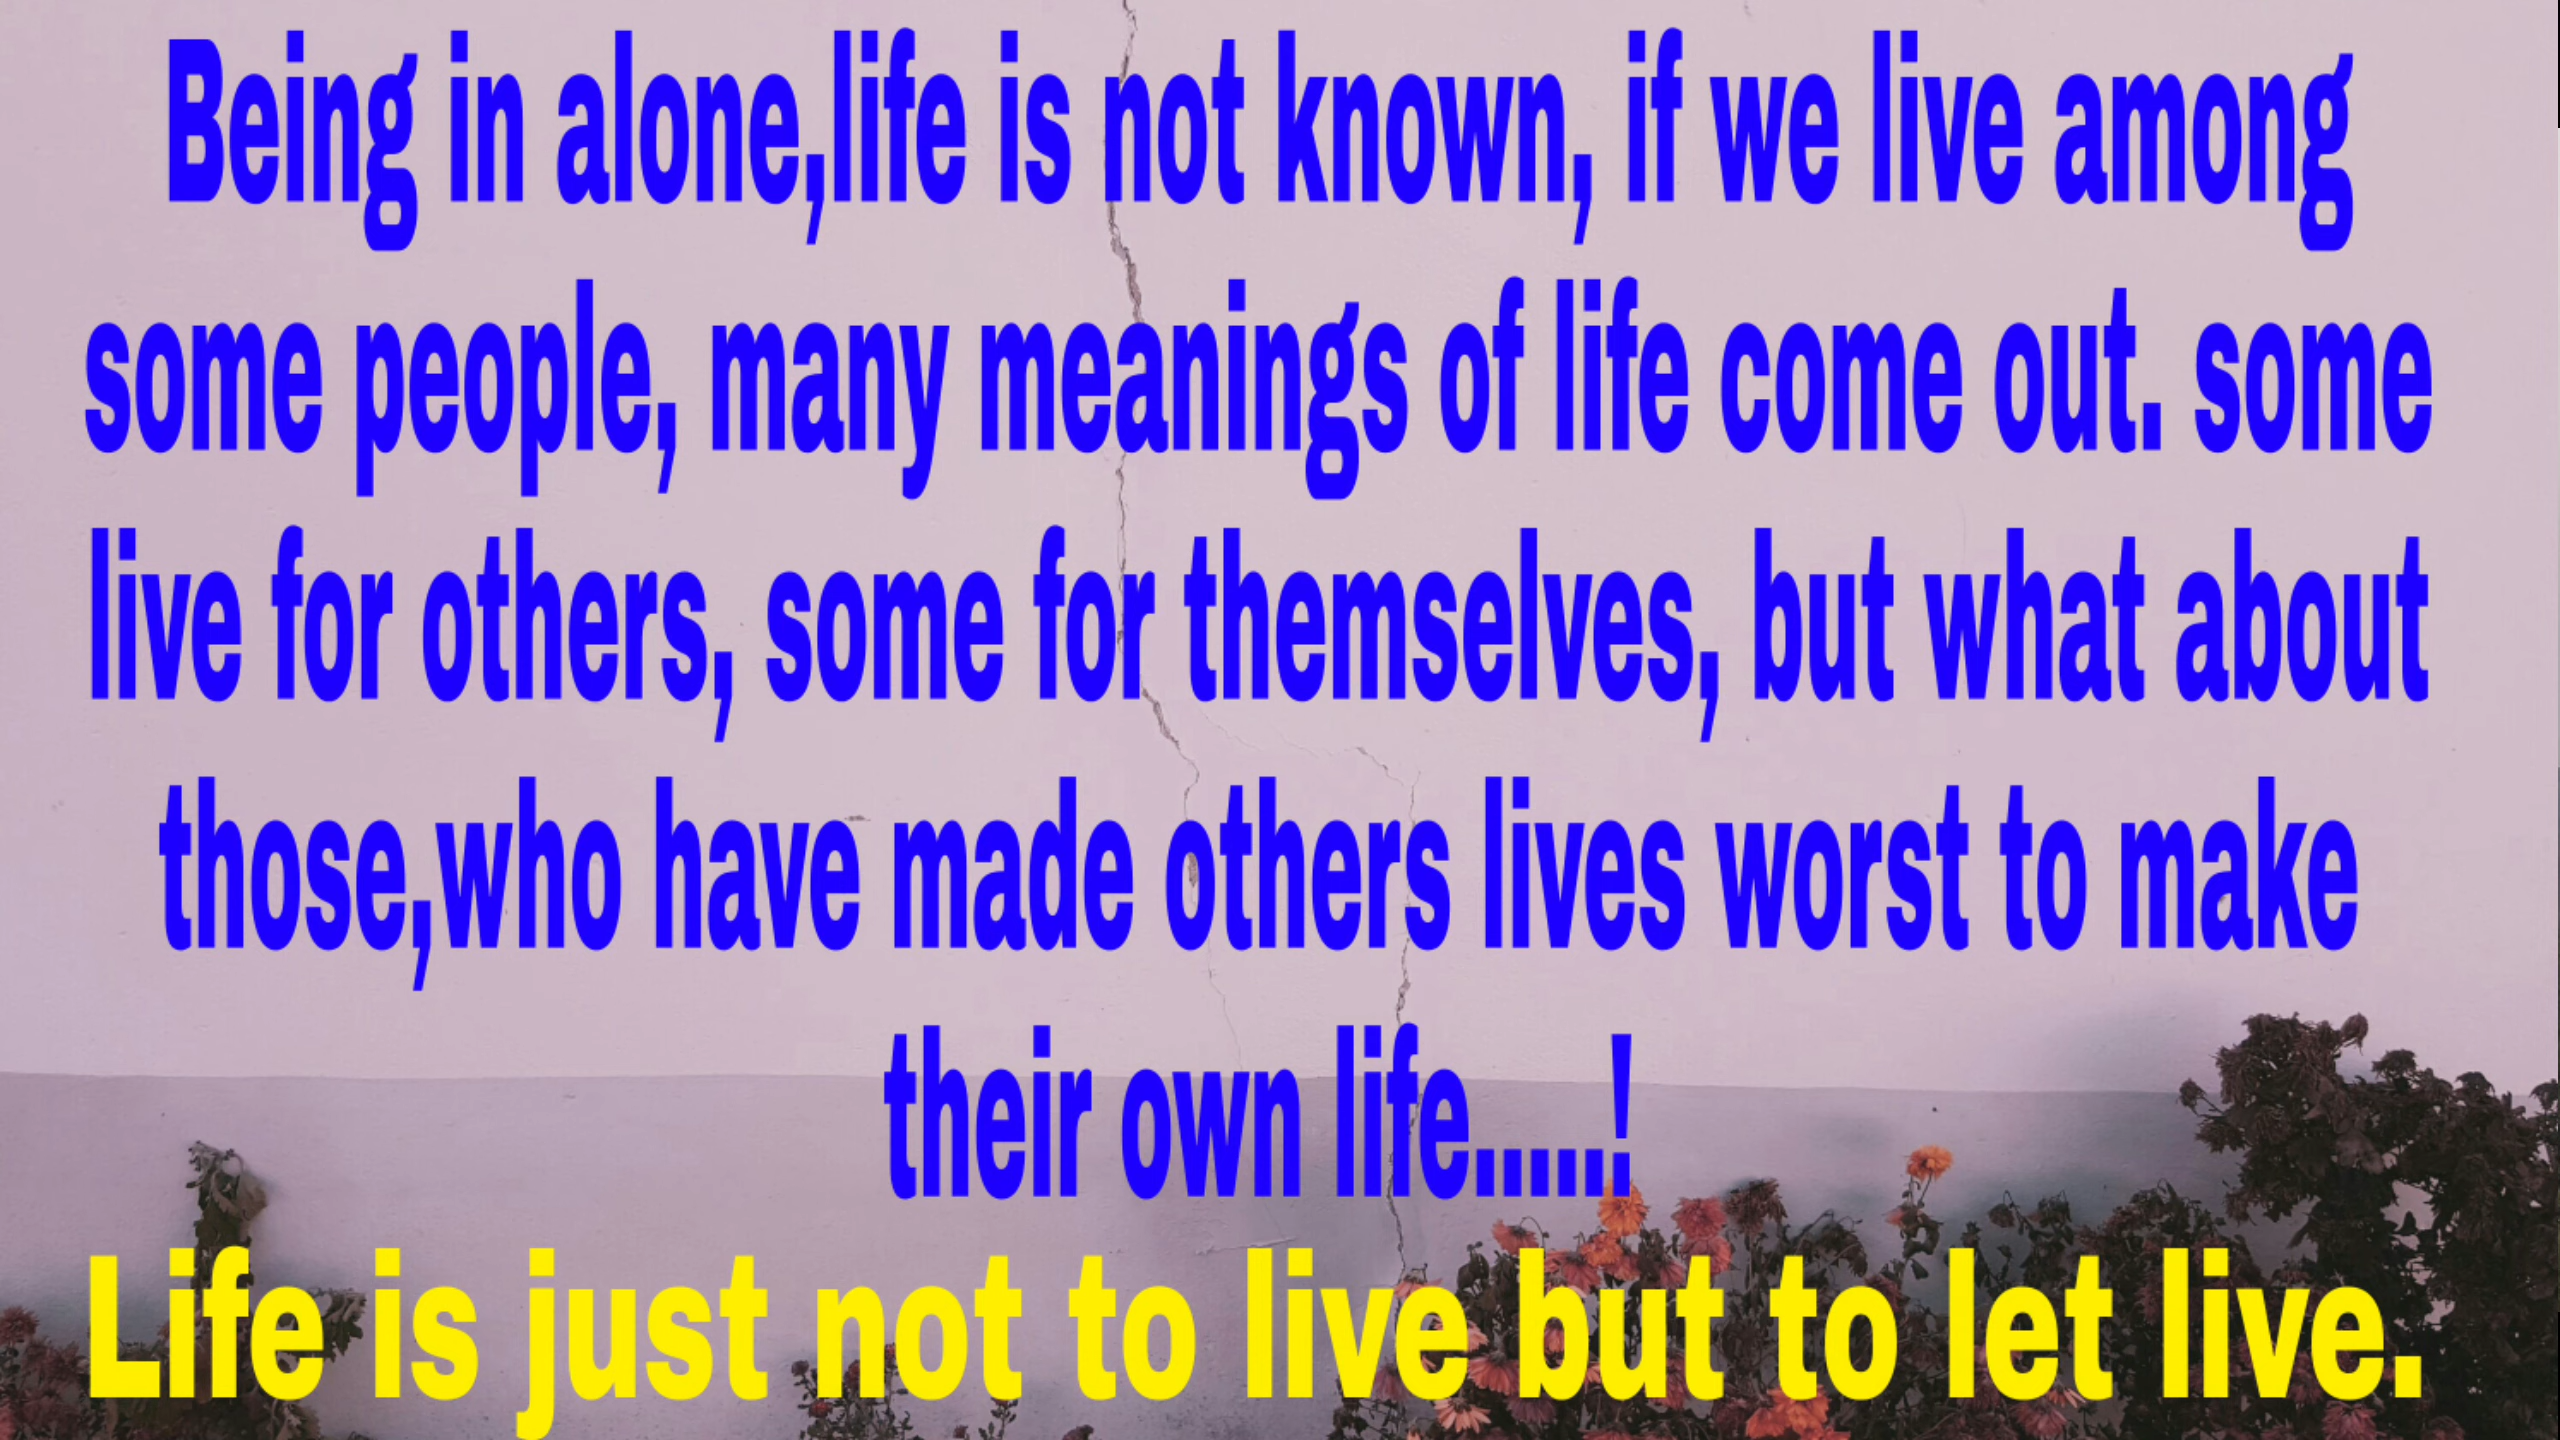 Being in alone,life is not known, if we live among
some people, many meanings of life come out. some
live for others, some for themselves, but what about
those,who have made others lives worst to make
their own life.....!
Life is just not to live but to let live.